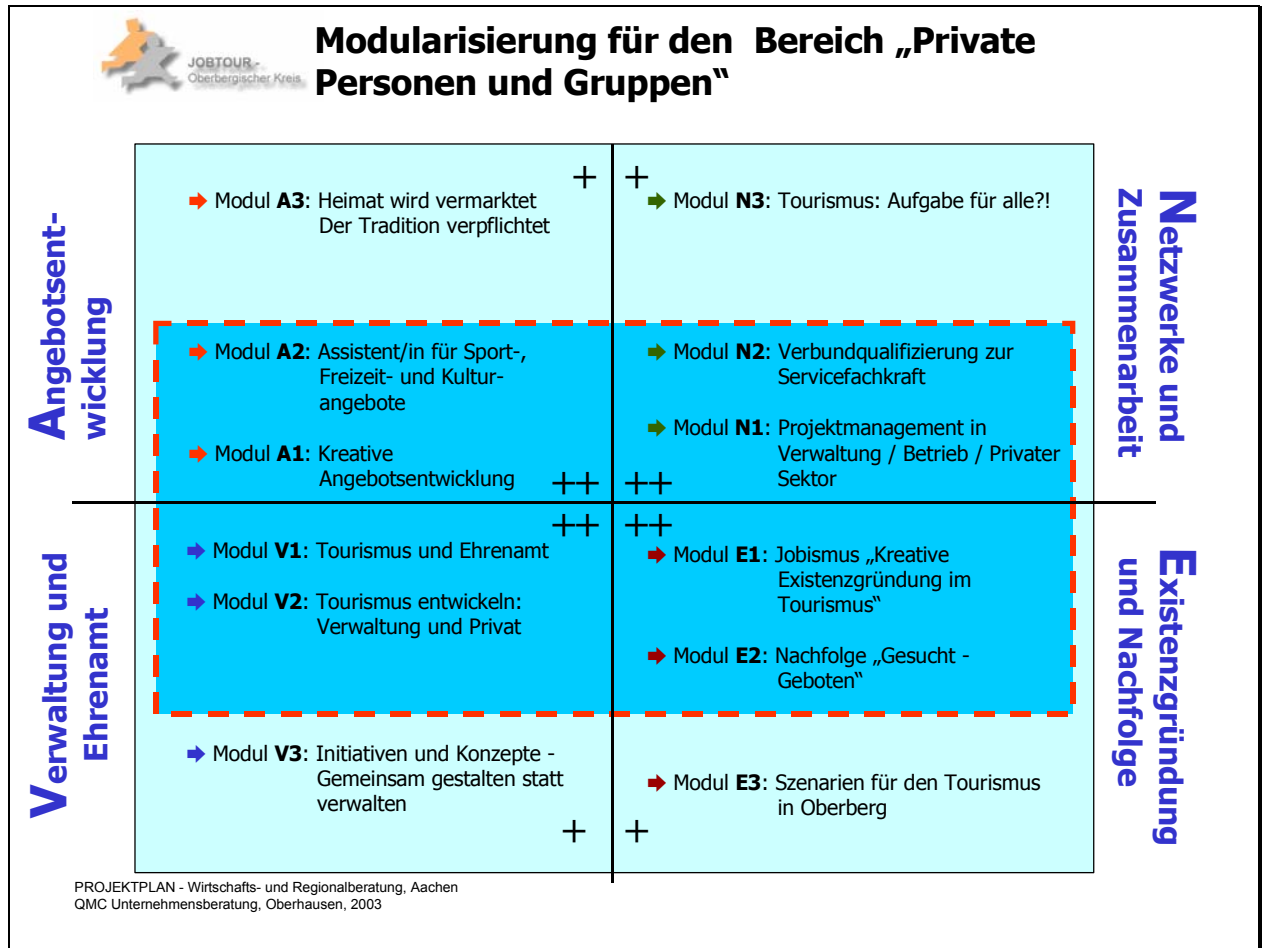 JOBTOUR -
Oberbergischer Kreis
Modularisierung für den Bereich „Private
Personen und Gruppen“
Angebotsent-
wicklung
+
Modul A3: Heimat wird vermarktet
Der Tradition verpflichtet
Modul A2: Assistent/in für Sport-,
Freizeit- und Kultur-
angebote
Modul A1: Kreative
Angebotsentwicklung
++
+
Modul N3: Tourismus: Aufgabe für alle?!
Modul N2: Verbundqualifizierung zur
Servicefachkraft
Modul N1: Projektmanagement in
Verwaltung / Betrieb / Privater
Sektor
++
Netzwerke und
Zusammenarbeit
Verwaltung und
Ehrenamt
++
Modul V1: Tourismus und Ehrenamt
Modul V2: Tourismus entwickeln:
Verwaltung und Privat
Modul V3: Initiativen und Konzepte -
Gemeinsam gestalten statt
verwalten
+
++
Modul E1: Jobismus „Kreative
Existenzgründung im
Tourismus“
Modul E2: Nachfolge „Gesucht -
Geboten“
Modul E3: Szenarien für den Tourismus
in Oberberg
+
Existenzgründung
und Nachfolge
PROJEKTPLAN - Wirtschafts- und Regionalberatung, Aachen
QMC Unternehmensberatung, Oberhausen, 2003